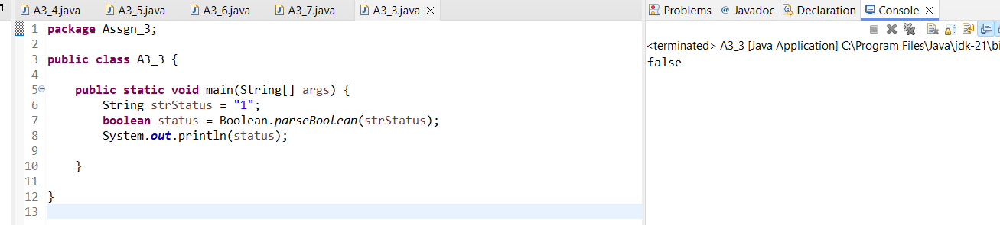 A3_4.java A3_5.java A3_6.java A3_7.java A3_3.java
1 package Assgn_3;
2
3 public class A3_3 {
4
5 public static void main(String[] args) {
6 String strStatus = "1";
7 boolean status = Boolean.parseBoolean(strStatus);
8 System.out.println(status);
9
10 }
11
12 }
13
Problems @ Javadoc Declaration Console
<terminated> A3_3 [Java Application] C:\Program Files\Java\jdk-21\bi
false